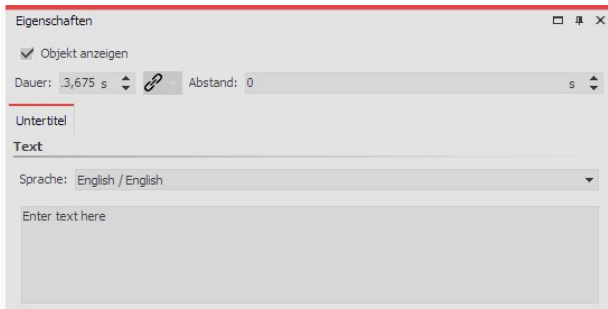 Eigenschaften
Objekt anzeigen
Dauer: .3,675 s Abstand: 0 s
Untertitel
Text
Sprache: English / English
Enter text here